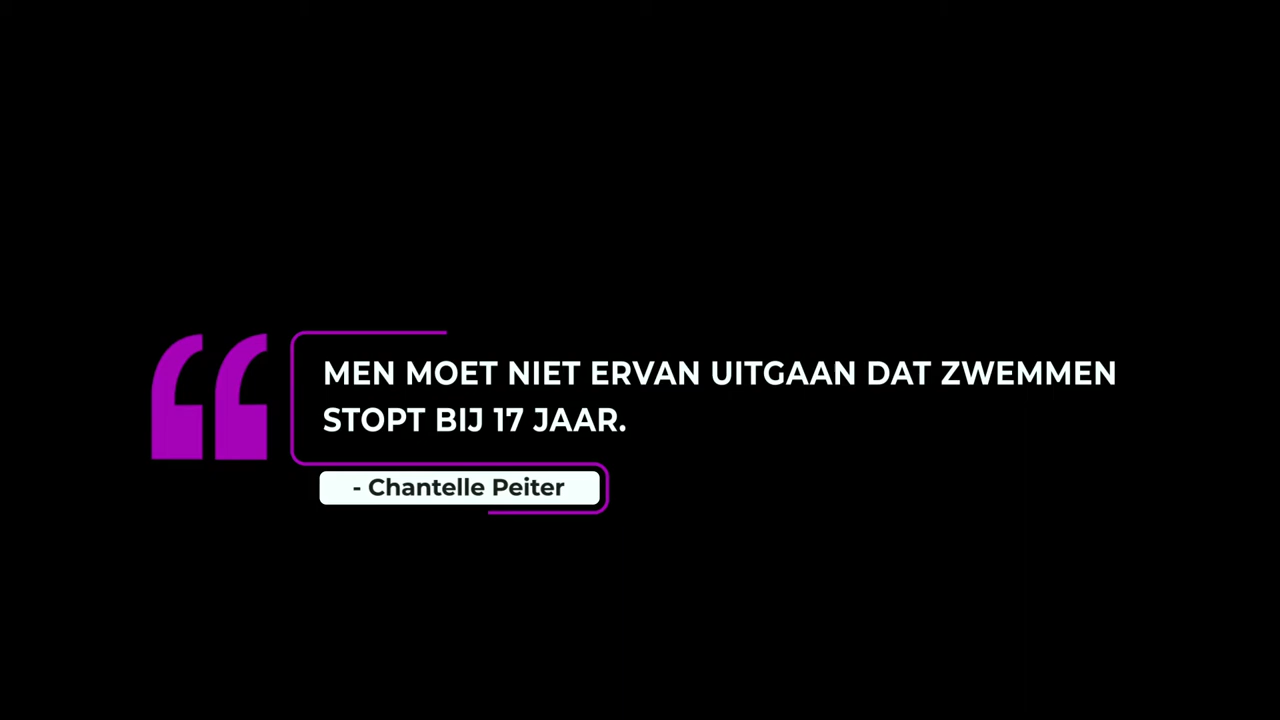 MEN MOET NIET ERVAN UITGAAN DAT ZWEMMEN
STOPT BIJ 17 JAAR.
- Chantelle Peiter